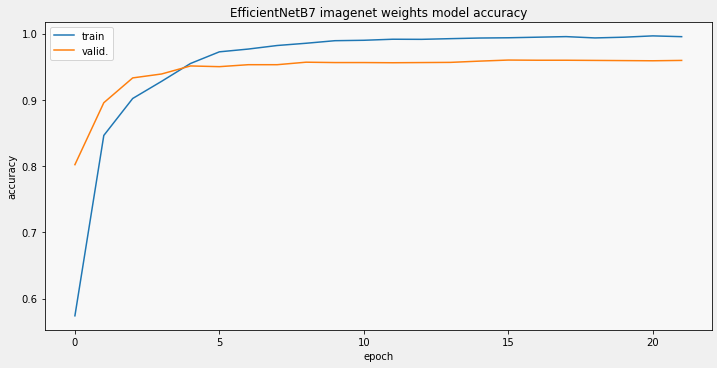 EfficientNetB7 imagenet weights model accuracy
train
valid.
1.0
0.9
0.8
0.7
0.6
accuracy
0 5 10 15 20
epoch